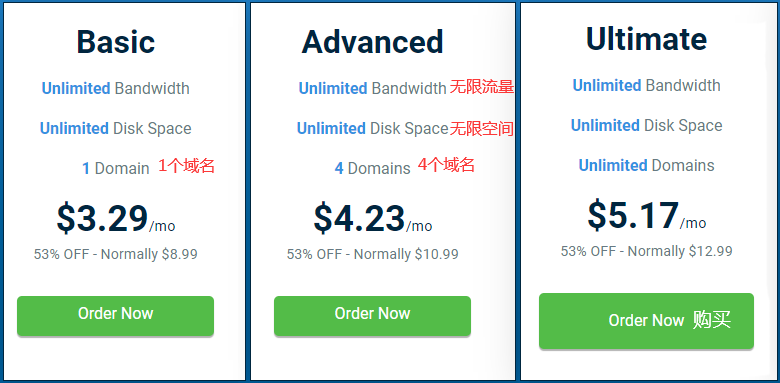 Basic
Unlimited Bandwidth
Unlimited Disk Space
1 Domain 1个域名
$3.29/mo
53% OFF - Normally $8.99
Order Now
Advanced
Unlimited Bandwidth 无限流量
Unlimited Disk Space 无限空间
4 Domains 4个域名
$4.23/mo
53% OFF - Normally $10.99
Order Now
Ultimate
Unlimited Bandwidth
Unlimited Disk Space
Unlimited Domains
$5.17/mo
53% OFF - Normally $12.99
Order Now 购买